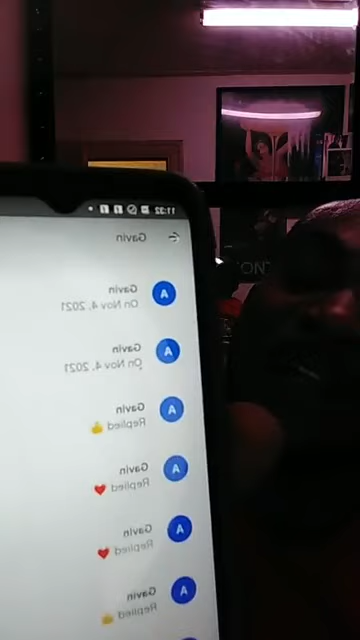 11:32
Gavin
A
Gavin
On Nov 4, 2021
A
Gavin
On Nov 4, 2021
A
Gavin
Replied 👍
A
Gavin
Replied ❤️
A
Gavin
Replied ❤️
A
Gavin
Replied 👍
ON